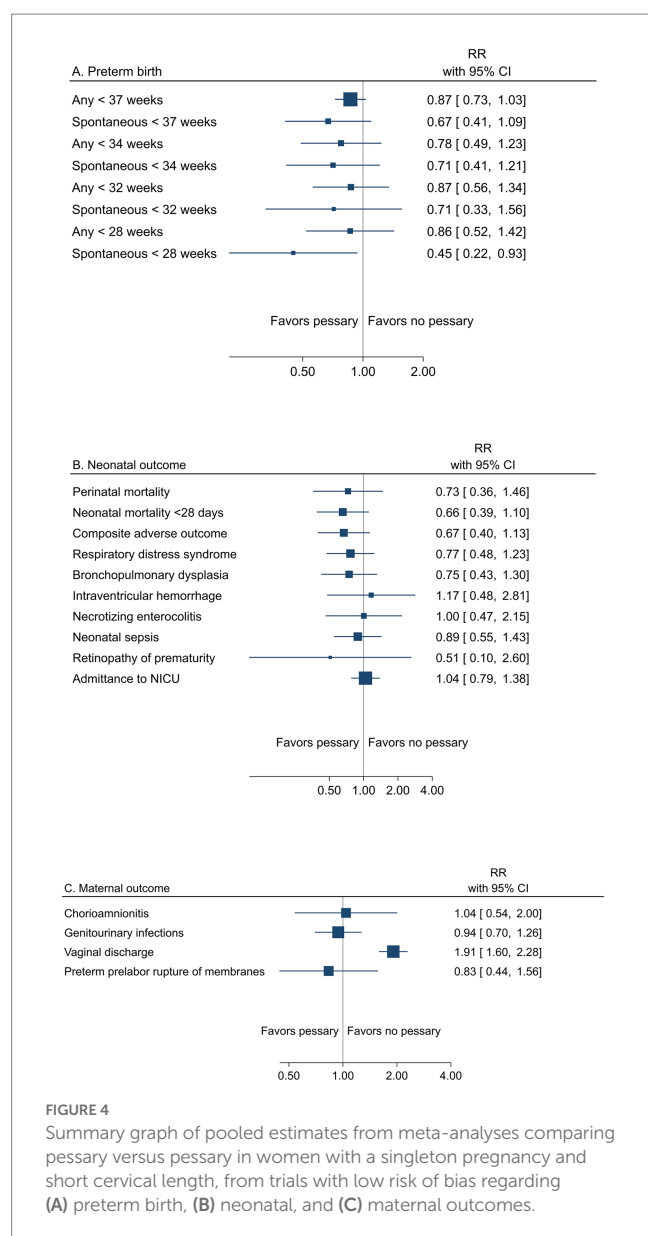 RR
A. Preterm birth with 95% CI
Any < 37 weeks 0.87 [ 0.73, 1.03]
Spontaneous < 37 weeks 0.67 [ 0.41, 1.09]
Any < 34 weeks 0.78 [ 0.49, 1.23]
Spontaneous < 34 weeks 0.71 [ 0.41, 1.21]
Any < 32 weeks 0.87 [ 0.56, 1.34]
Spontaneous < 32 weeks 0.71 [ 0.33, 1.56]
Any < 28 weeks 0.86 [ 0.52, 1.42]
Spontaneous < 28 weeks 0.45 [ 0.22, 0.93]
Favors pessary Favors no pessary
0.50 1.00 2.00
RR
B. Neonatal outcome with 95% CI
Perinatal mortality 0.73 [ 0.36, 1.46]
Neonatal mortality <28 days 0.66 [ 0.39, 1.10]
Composite adverse outcome 0.67 [ 0.40, 1.13]
Respiratory distress syndrome 0.77 [ 0.48, 1.23]
Bronchopulmonary dysplasia 0.75 [ 0.43, 1.30]
Intraventricular hemorrhage 1.17 [ 0.48, 2.81]
Necrotizing enterocolitis 1.00 [ 0.47, 2.15]
Neonatal sepsis 0.89 [ 0.55, 1.43]
Retinopathy of prematurity 0.51 [ 0.10, 2.60]
Admittance to NICU 1.04 [ 0.79, 1.38]
Favors pessary Favors no pessary
0.50 1.00 2.00 4.00
RR
C. Maternal outcome with 95% CI
Chorioamnionitis 1.04 [ 0.54, 2.00]
Genitourinary infections 0.94 [ 0.70, 1.26]
Vaginal discharge 1.91 [ 1.60, 2.28]
Preterm prelabor rupture of membranes 0.83 [ 0.44, 1.56]
Favors pessary Favors no pessary
0.50 1.00 2.00 4.00
FIGURE 4
Summary graph of pooled estimates from meta-analyses comparing
pessary versus pessary in women with a singleton pregnancy and
short cervical length, from trials with low risk of bias regarding
(A) preterm birth, (B) neonatal, and (C) maternal outcomes.